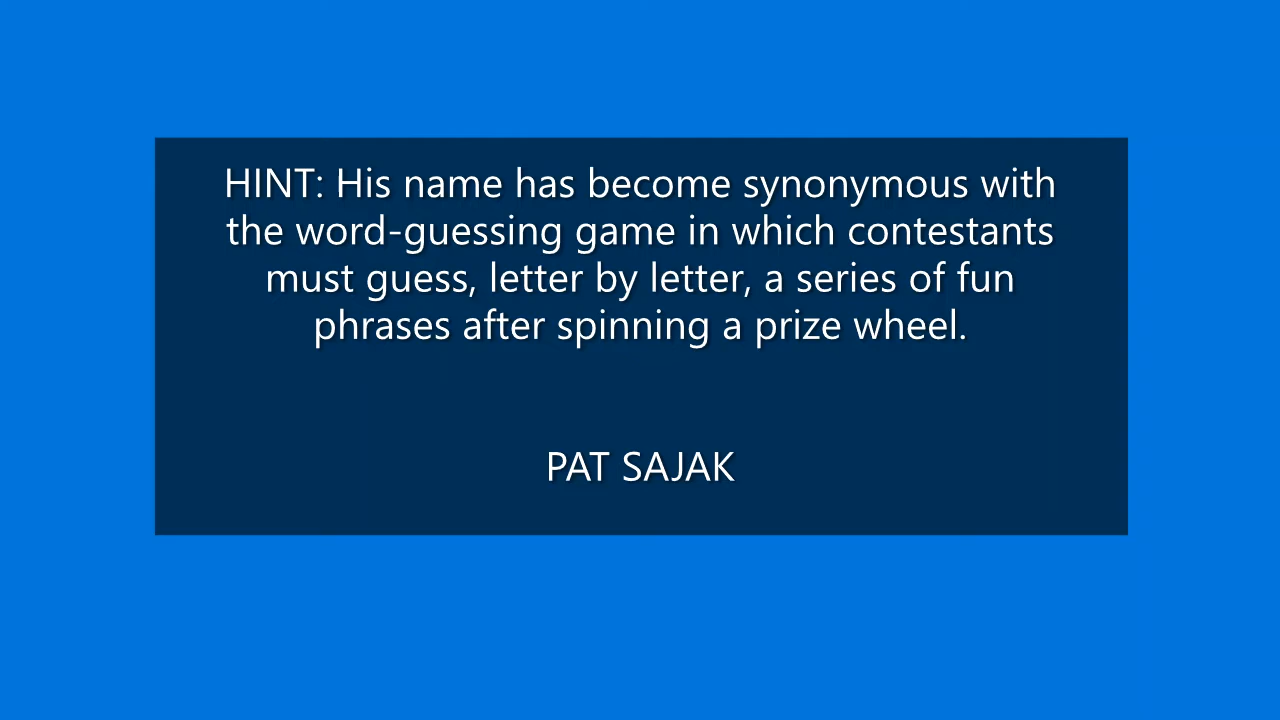 HINT: His name has become synonymous with
the word-guessing game in which contestants
must guess, letter by letter, a series of fun
phrases after spinning a prize wheel.
PAT SAJAK